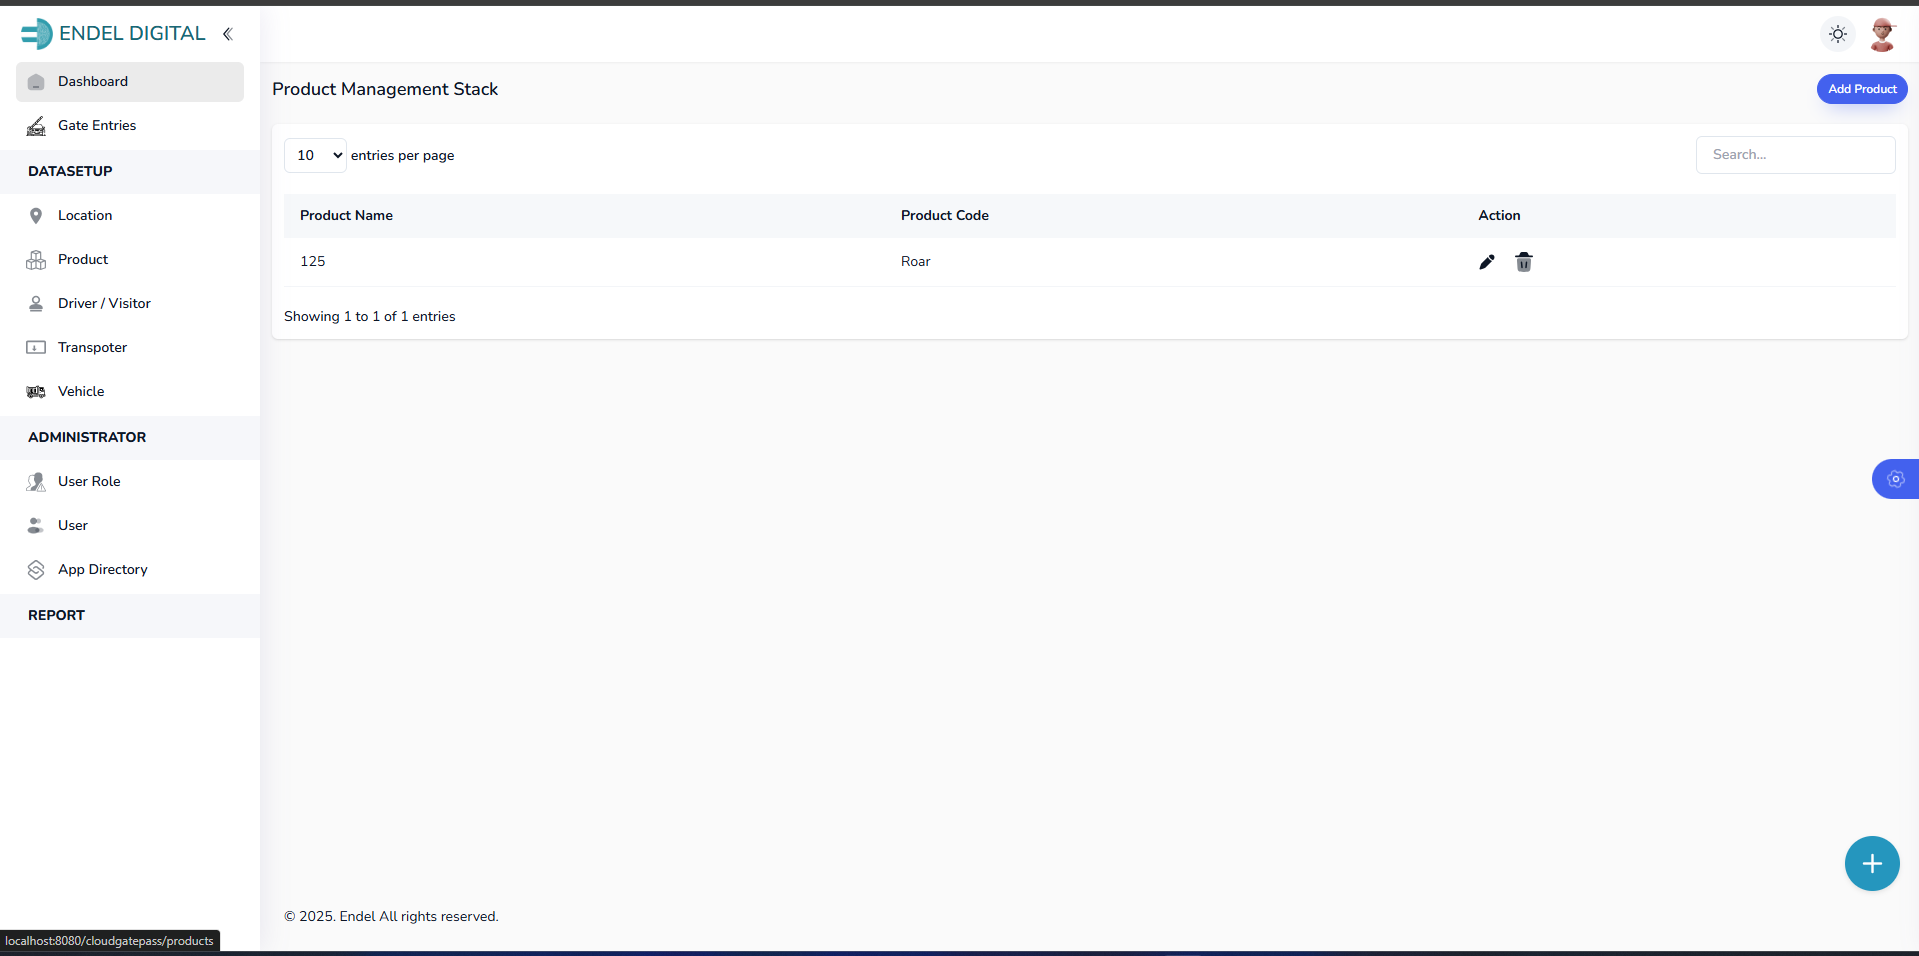 ENDEL DIGITAL
Dashboard
Gate Entries
DATASETUP
Location
Product
Driver / Visitor
Transpoter
Vehicle
ADMINISTRATOR
User Role
User
App Directory
REPORT
Product Management Stack
Add Product
10 entries per page
Search...
Product Name Product Code Action
125 Roar
Showing 1 to 1 of 1 entries
© 2025. Endel All rights reserved.
localhost:8080/cloudgatepass/products